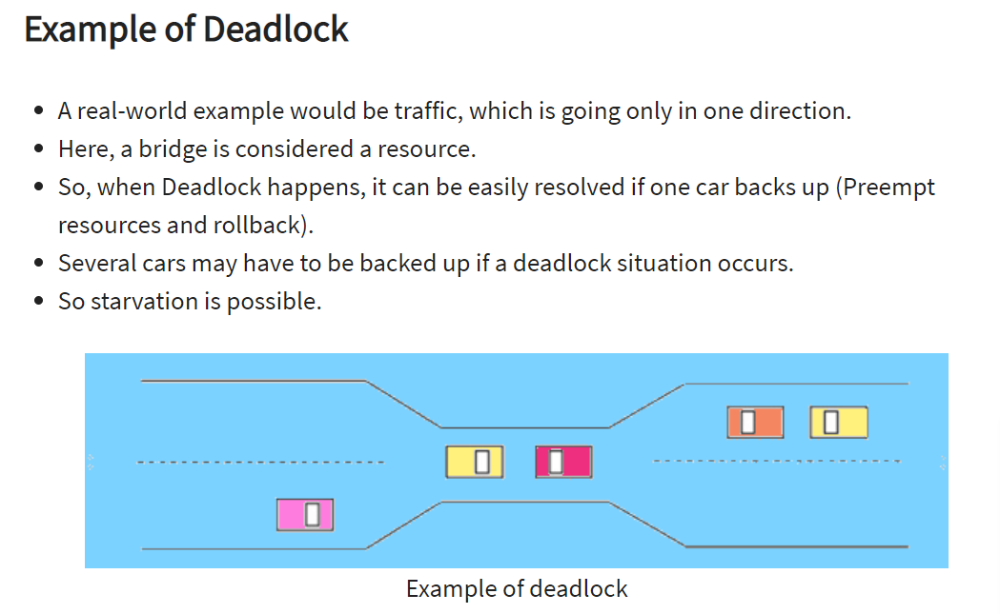 Example of Deadlock
• A real-world example would be traffic, which is going only in one direction.
• Here, a bridge is considered a resource.
• So, when Deadlock happens, it can be easily resolved if one car backs up (Preempt
resources and rollback).
• Several cars may have to be backed up if a deadlock situation occurs.
• So starvation is possible.
Example of deadlock